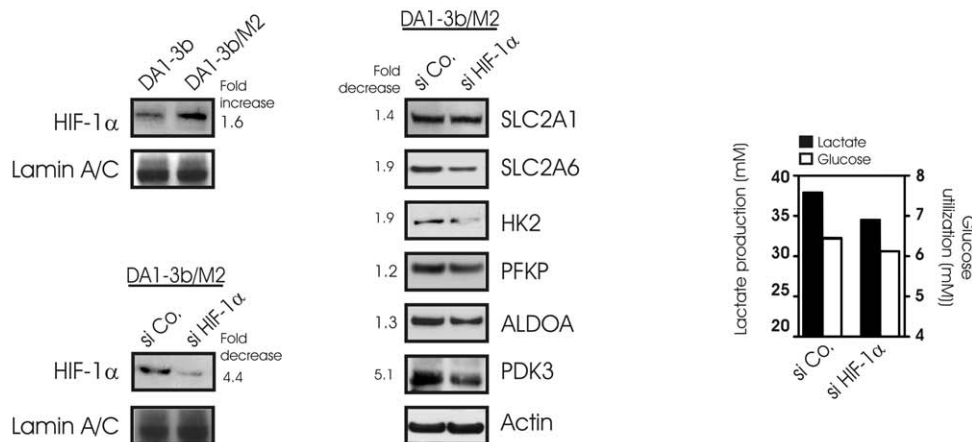 DA1-3b
DA1-3b/M2
Fold
increase
HIF-1α
1.6
Lamin A/C
DA1-3b/M2
si Co.
si HIF-1α
Fold
decrease
HIF-1α
4.4
Lamin A/C
DA1-3b/M2
Fold
decrease
si Co.
si HIF-1α
1.4 SLC2A1
1.9 SLC2A6
1.9 HK2
1.2 PFKP
1.3 ALDOA
5.1 PDK3
Actin
Lactate
Glucose
Lactate production (mM)
40
35
30
20
8
7
6
5
4
Glucose
utilization (mM))
si Co.
si HIF-1α